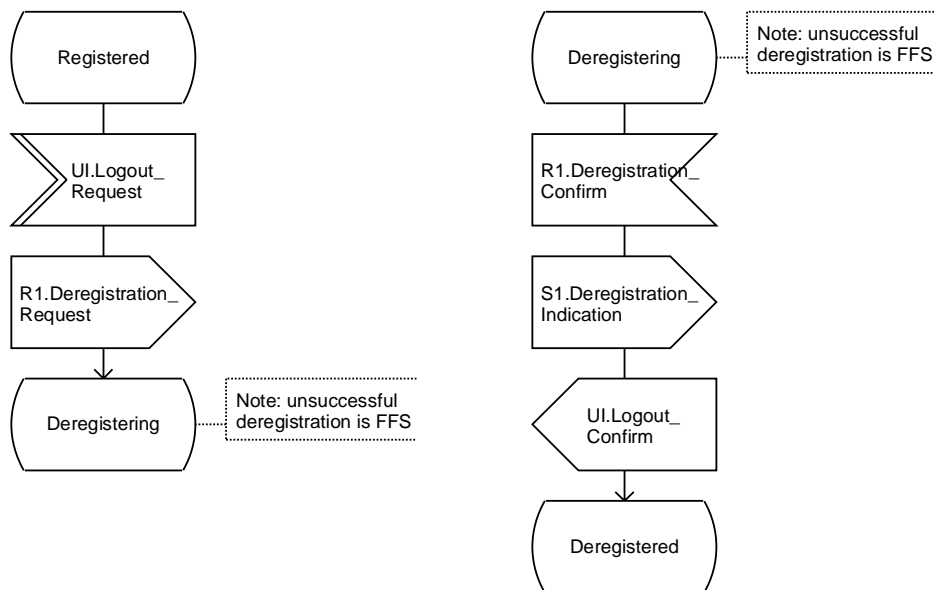 Registered
UI.Logout_
Request
R1.Deregistration_
Request
Deregistering
Note: unsuccessful
deregistration is FFS
Deregistering
Note: unsuccessful
deregistration is FFS
R1.Deregistration_
Confirm
S1.Deregistration_
Indication
UI.Logout_
Confirm
Deregistered